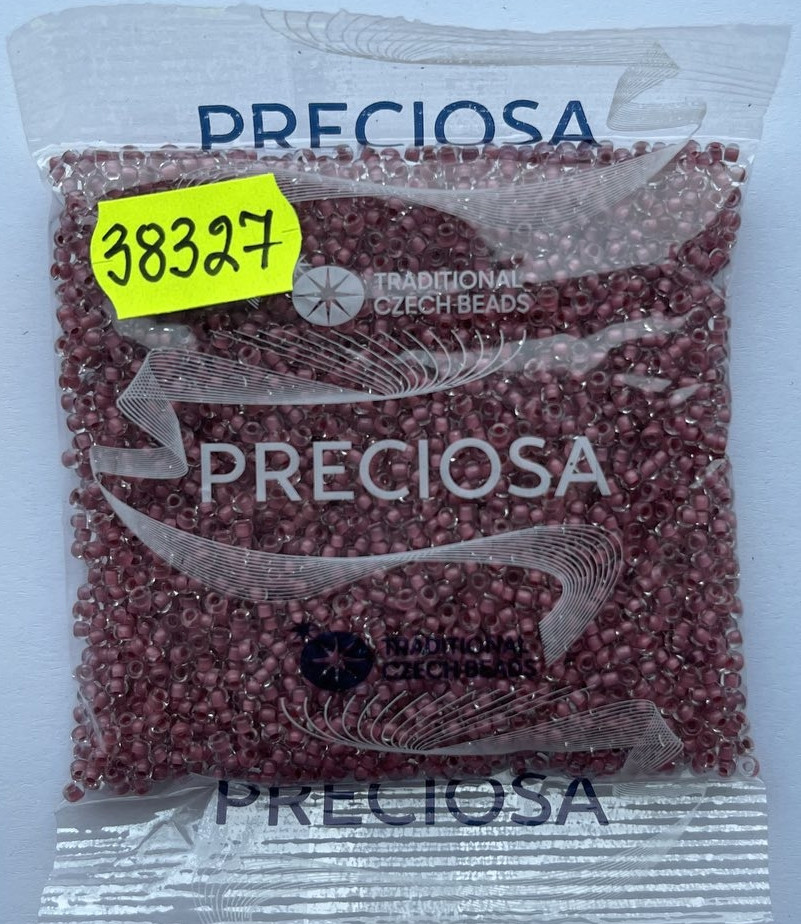 PRECIOSA
38327
TRADITIONAL
CZECH BEADS
PRECIOSA
TRADITIONAL
CZECH BEADS
PRECIOSA